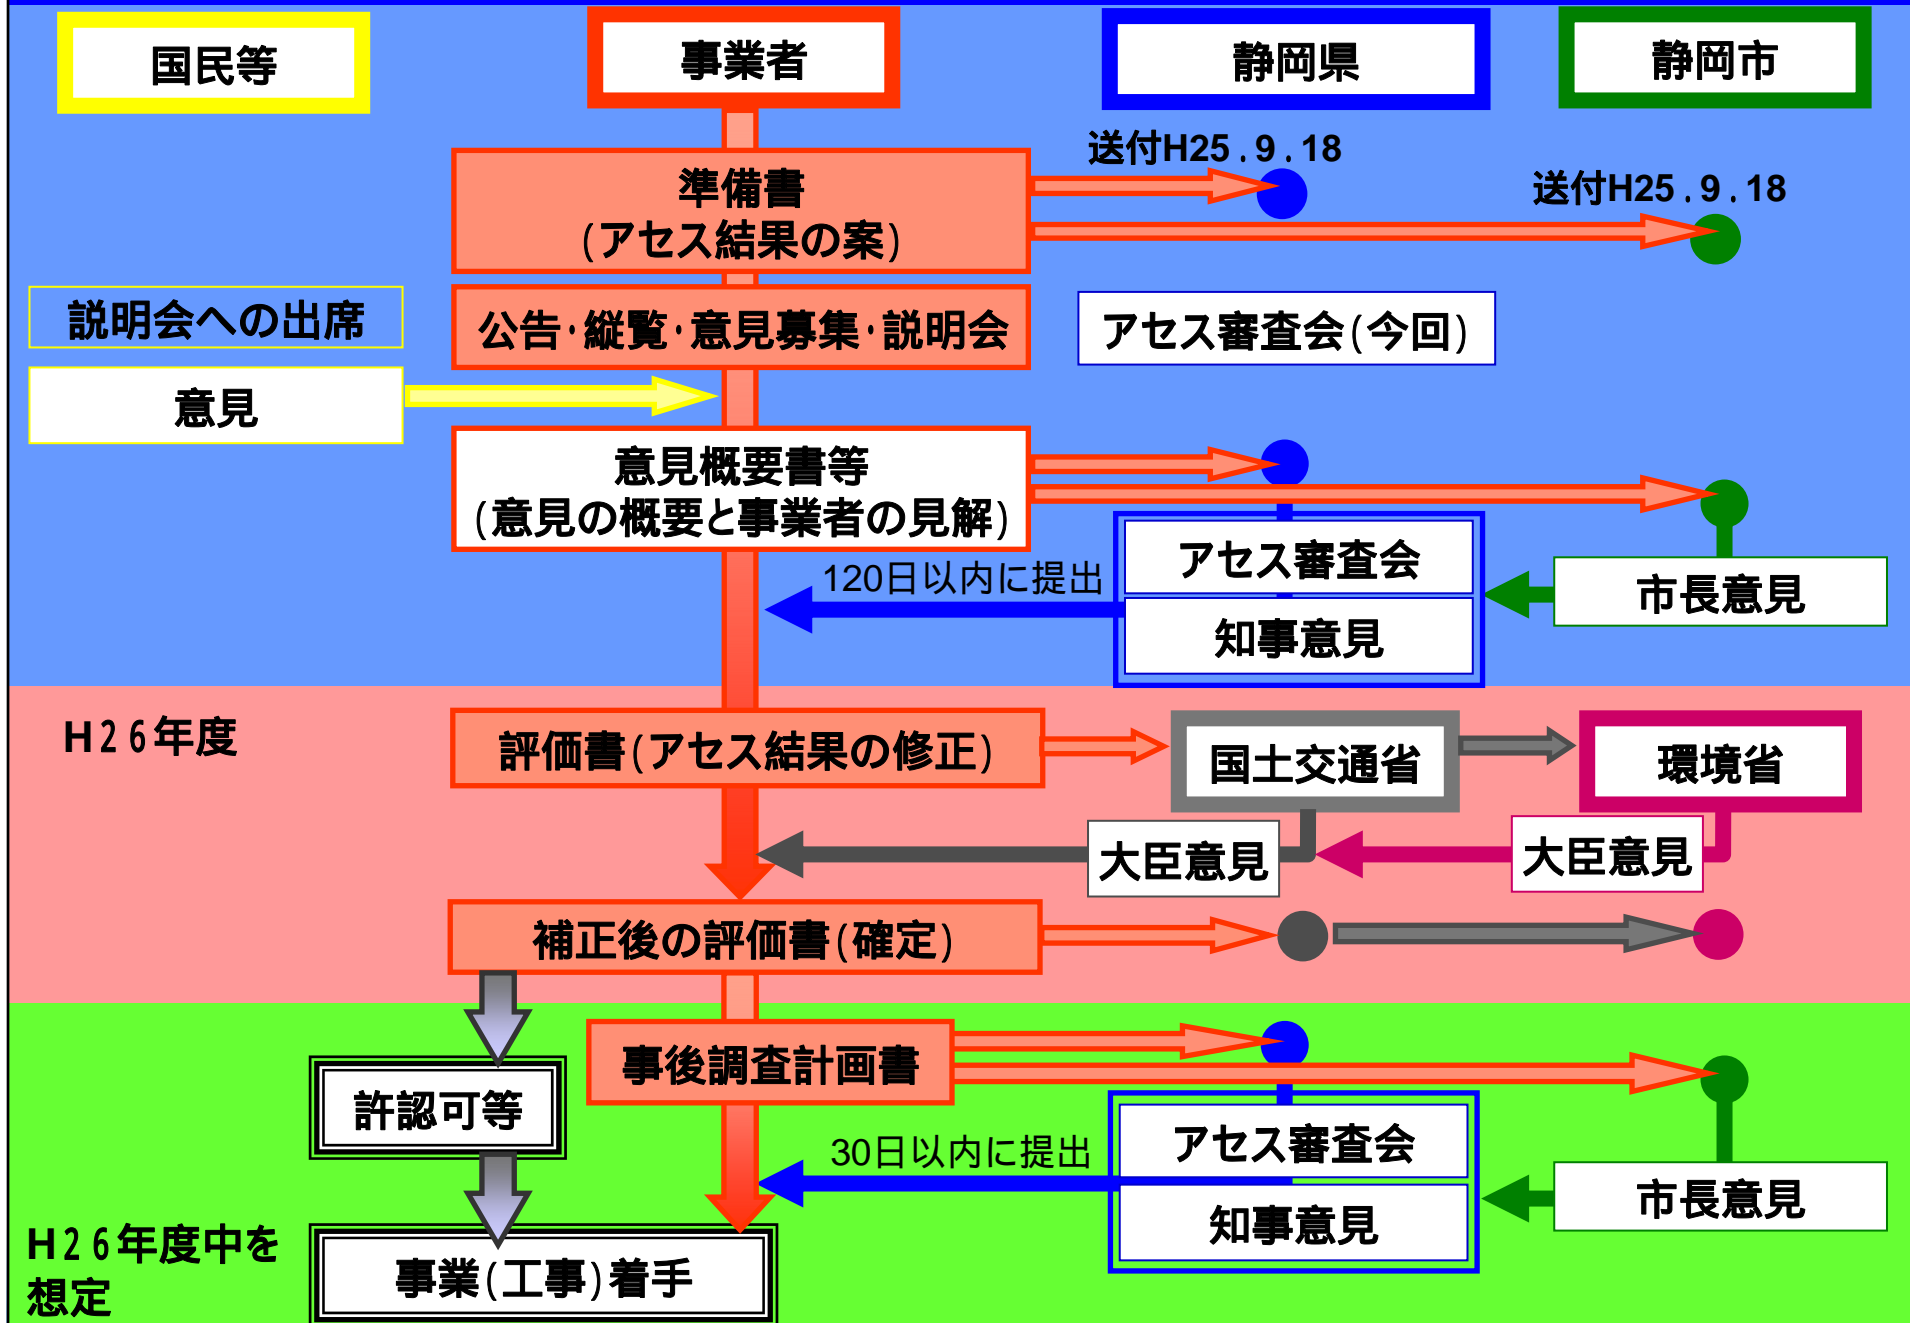 国民等
事業者
静岡県
静岡市
送付H25.9.18
送付H25.9.18
準備書
(アセス結果の案)
説明会への出席
公告・縦覧・意見募集・説明会
アセス審査会(今回)
意見
意見概要書等
(意見の概要と事業者の見解)
アセス審査会
120日以内に提出
市長意見
知事意見
H26年度
評価書(アセス結果の修正)
国土交通省
環境省
大臣意見
大臣意見
補正後の評価書(確定)
事後調査計画書
許認可等
アセス審査会
30日以内に提出
市長意見
知事意見
H26年度中を
想定
事業(工事)着手